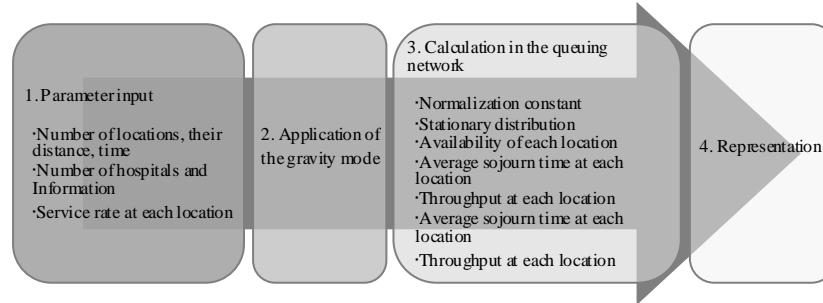 1. Parameter input
·Number of locations, their
distance, time
·Number of hospitals and
Information
·Service rate at each location
2. Application of
the gravity mode
3. Calculation in the queuing
network
·Normalization constant
·Stationary distribution
·Availability of each location
·Average sojourn time at each
location
·Throughput at each location
·Average sojourn time at each
location
·Throughput at each location
4. Representation